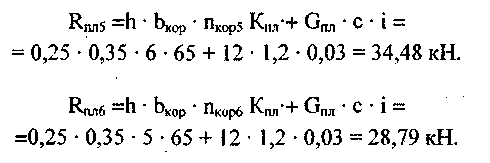 Rпл5 =h · bкор · nкор5 Kпл·+ Gпл · c · i =
= 0,25 · 0,35 · 6 · 65 + 12 · 1,2 · 0,03 = 34,48 кН.
Rпл6 =h · bкор · nкор6 Kпл·+ Gпл · c · i =
=0,25 · 0,35 · 5 · 65 + 12 · 1,2 · 0,03 = 28,79 кН.